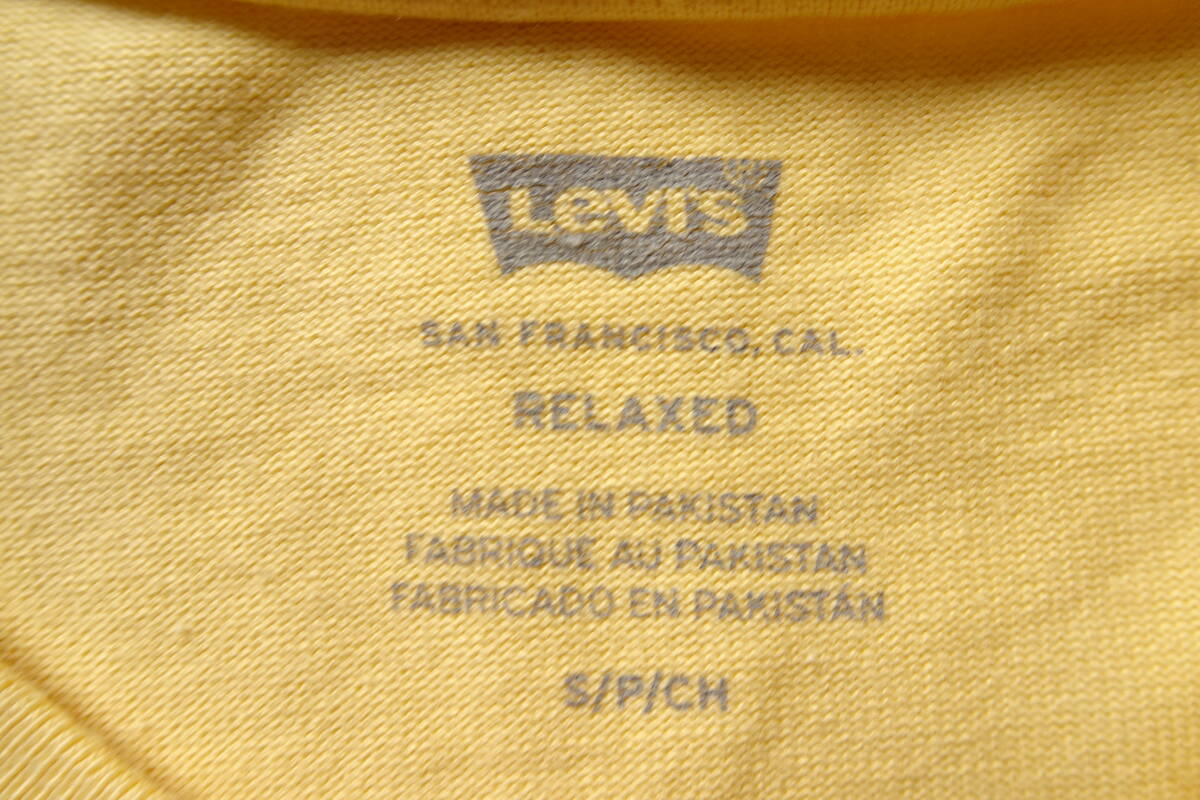 Levi's
SAN FRANCISCO, CAL.
RELAXED
MADE IN PAKISTAN
FABRIQUE AU PAKISTAN
FABRICADO EN PAKISTÁN
S/P/CH